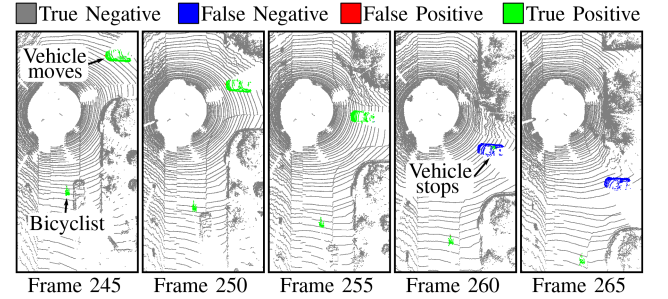 True Negative False Negative False Positive True Positive
Vehicle
moves
Bicyclist
Vehicle
stops
Frame 245 Frame 250 Frame 255 Frame 260 Frame 265